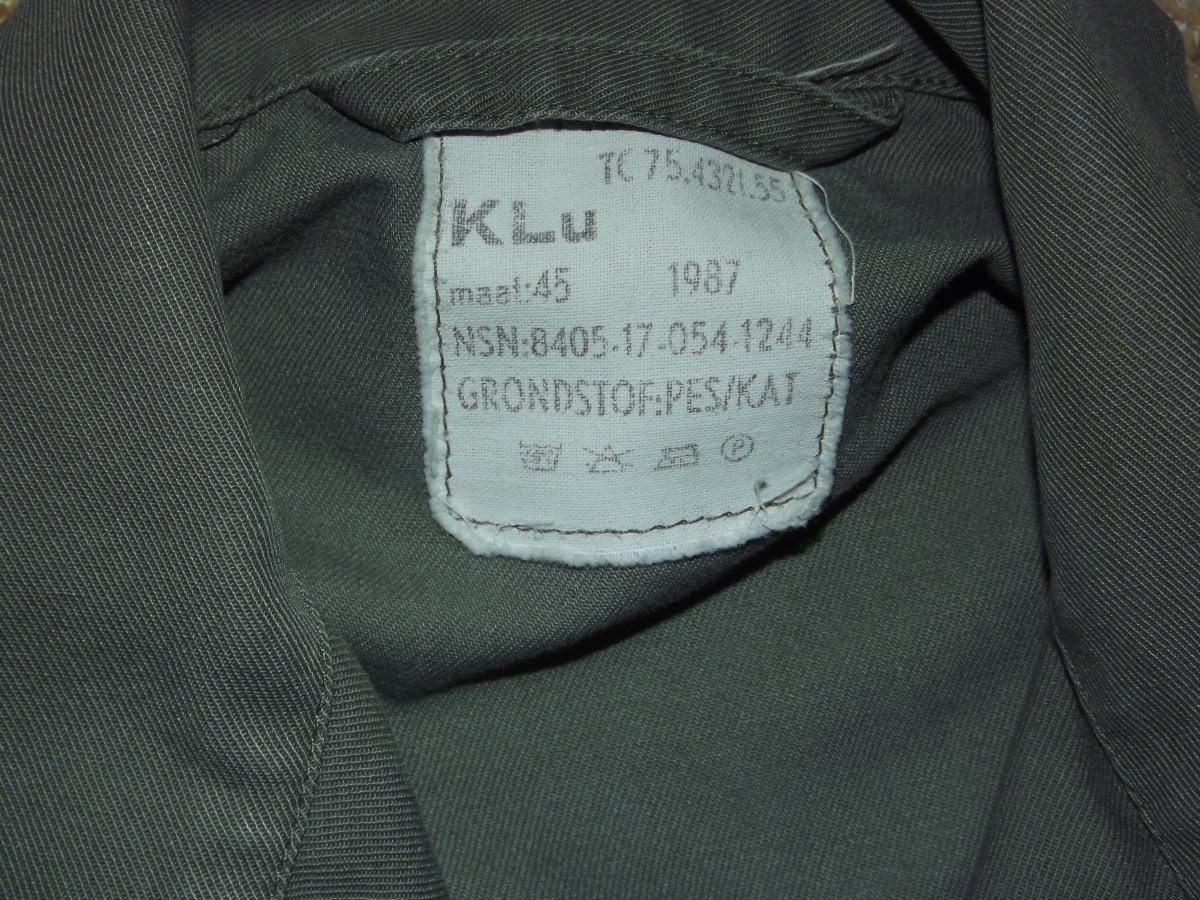 TC 75.4321.55
KLu
maat:45 1987
NSN:8405-17-054-1244
GRONDSTOF:PES/KAT
P